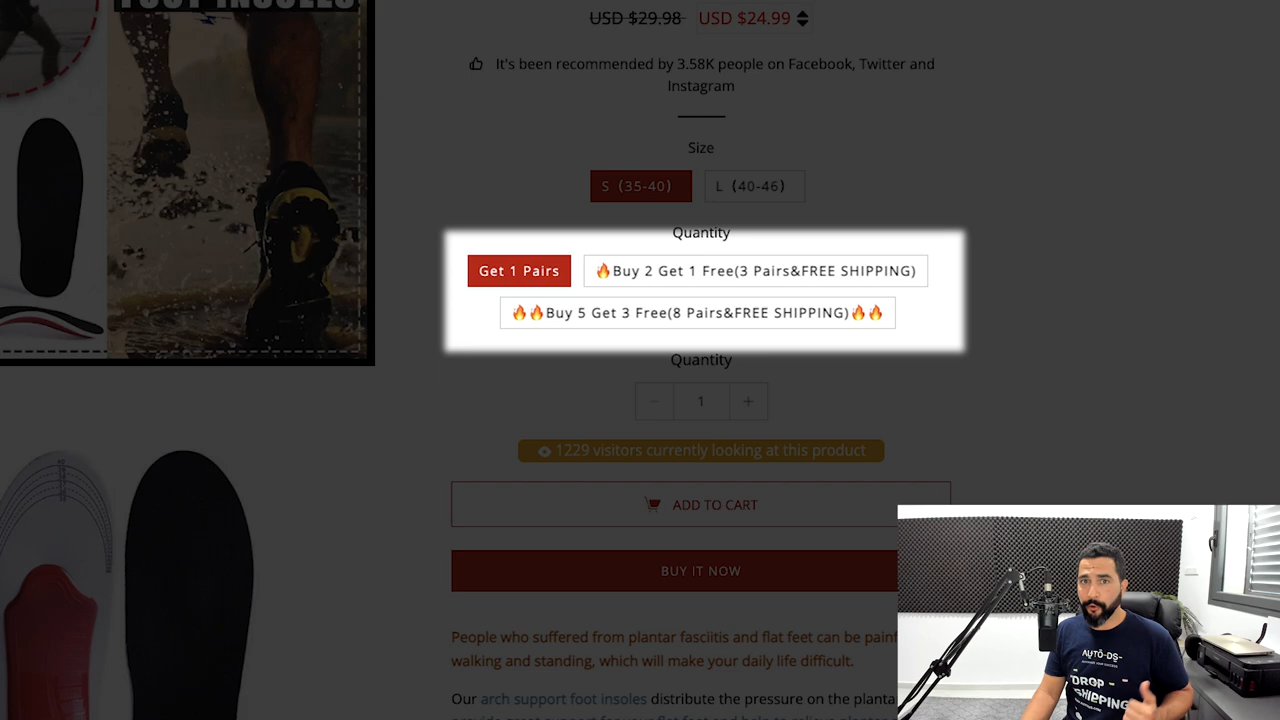 FOOT INSOLES
USD $29.98 USD $24.99
It's been recommended by 3.58K people on Facebook, Twitter and
Instagram
Size
S (35-40) L (40-46)
Quantity
Get 1 Pairs 🔥Buy 2 Get 1 Free(3 Pairs&FREE SHIPPING)
🔥🔥Buy 5 Get 3 Free(8 Pairs&FREE SHIPPING)🔥🔥
Quantity
− 1 +
1229 visitors currently looking at this product
ADD TO CART
BUY IT NOW
People who suffered from plantar fasciitis and flat feet can be
walking and standing, which will make your daily life difficult.
Our arch support foot insoles distribute the pressure on the
AUTO-DS
DROP
SHIPPING